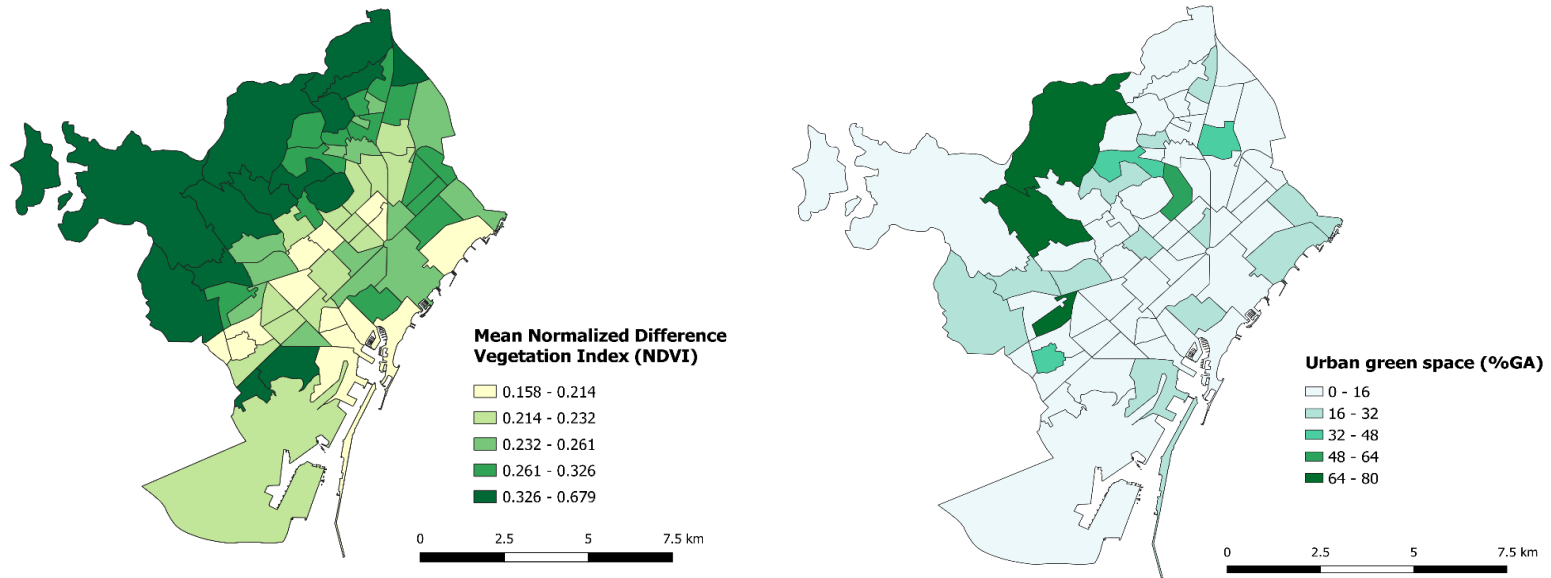 Mean Normalized Difference
Vegetation Index (NDVI)
0.158 - 0.214
0.214 - 0.232
0.232 - 0.261
0.261 - 0.326
0.326 - 0.679
0 2.5 5 7.5 km
Urban green space (%GA)
0 - 16
16 - 32
32 - 48
48 - 64
64 - 80
0 2.5 5 7.5 km